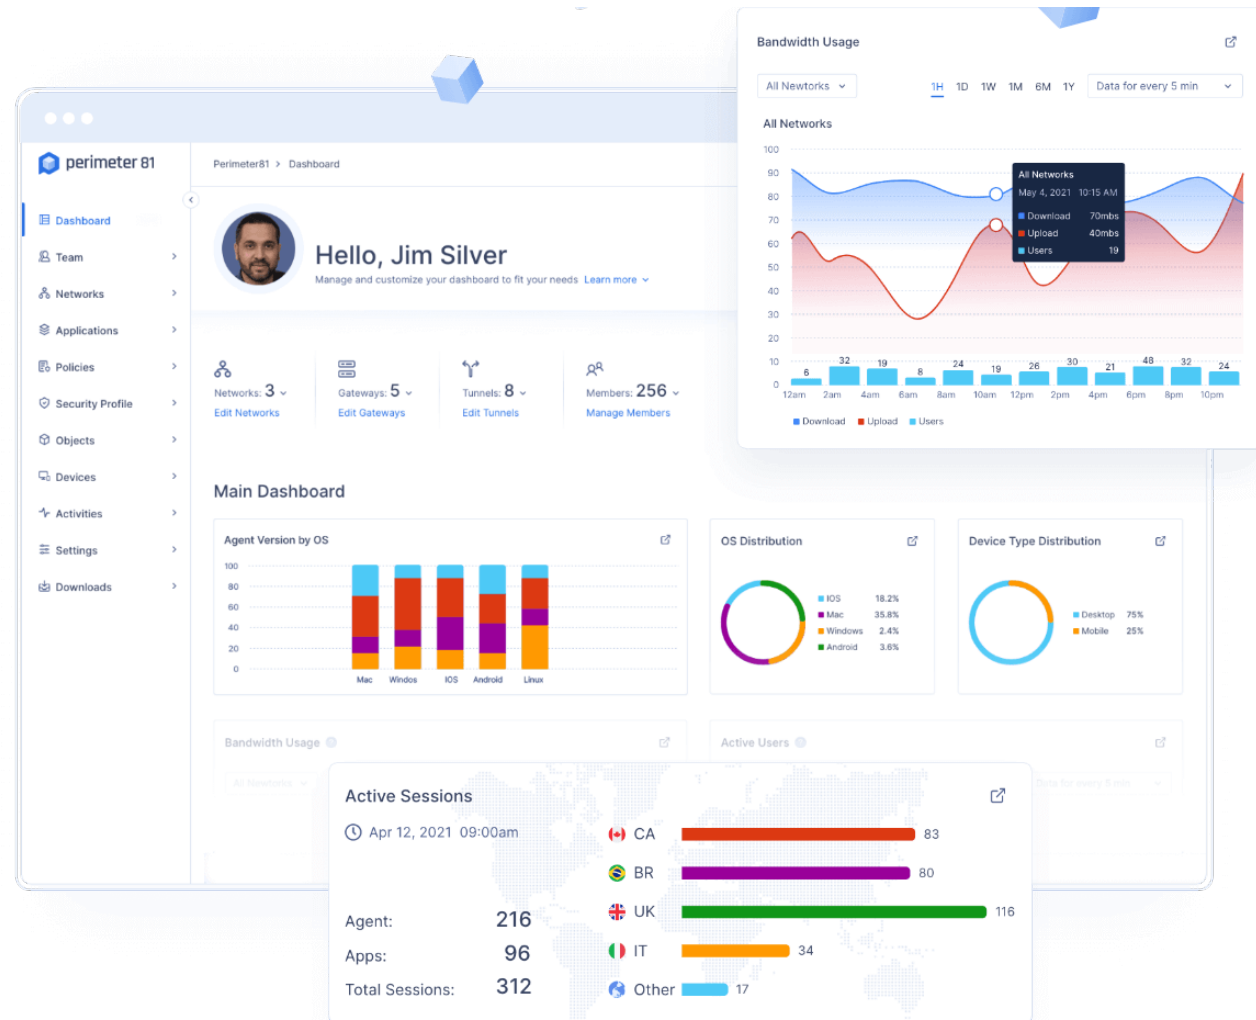 perimeter 81
Dashboard
Team
Networks
Applications
Policies
Security Profile
Objects
Devices
Activities
Settings
Downloads
Perimeter81 > Dashboard
Hello, Jim Silver
Manage and customize your dashboard to fit your needs Learn more
Networks: 3
Edit Networks
Gateways: 5
Edit Gateways
Tunnels: 8
Edit Tunnels
Members: 256
Manage Members
Bandwidth Usage
All Newtorks
1H 1D 1W 1M 6M 1Y
Data for every 5 min
All Networks
100
90
80
70
60
50
40
30
20
10
0
All Networks
May 4, 2021 10:15 AM
Download 70mbs
Upload 40mbs
Users 19
6 32 19 8 24 19 26 30 21 48 32 24
12am 2am 4am 6am 8am 10am 12pm 2pm 4pm 6pm 8pm 10pm
Download Upload Users
Main Dashboard
Agent Version by OS
100
80
60
40
20
0
Mac Windos IOS Android Linux
OS Distribution
IOS 18.2%
Mac 35.8%
Windows 2.4%
Android 3.6%
Device Type Distribution
Desktop 75%
Mobile 25%
Bandwidth Usage
All Newtorks
Active Users
Data for every 5 min
Active Sessions
Apr 12, 2021 09:00am
Agent: 216
Apps: 96
Total Sessions: 312
CA 83
BR 80
UK 116
IT 34
Other 17